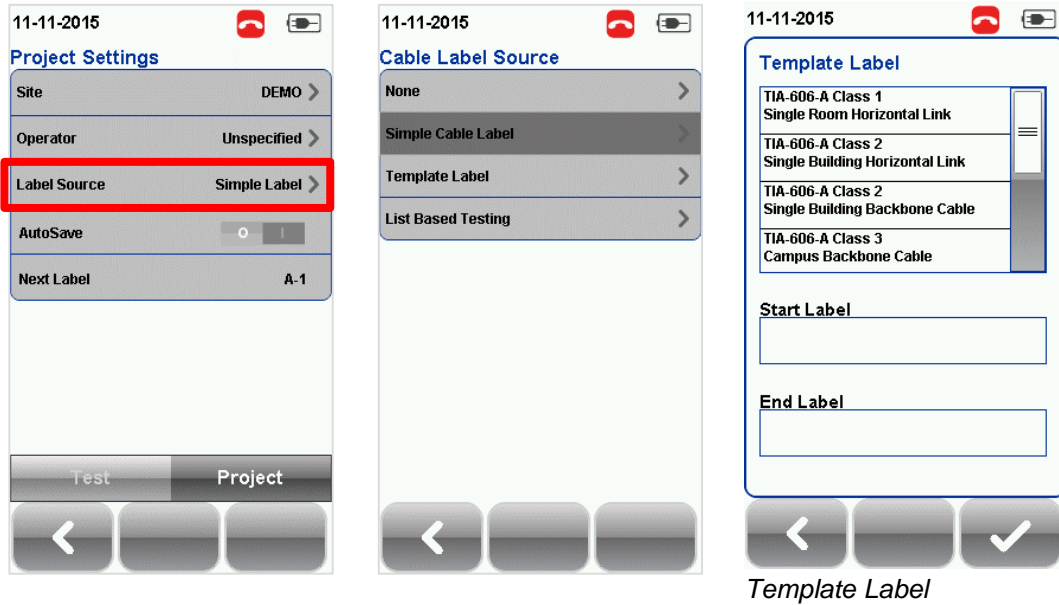 11-11-2015
Project Settings
Site DEMO
Operator Unspecified
Label Source Simple Label
AutoSave O I
Next Label A-1
Test Project
11-11-2015
Cable Label Source
None
Simple Cable Label
Template Label
List Based Testing
11-11-2015
Template Label
TIA-606-A Class 1
Single Room Horizontal Link
TIA-606-A Class 2
Single Building Horizontal Link
TIA-606-A Class 2
Single Building Backbone Cable
TIA-606-A Class 3
Campus Backbone Cable
Start Label
End Label
Template Label